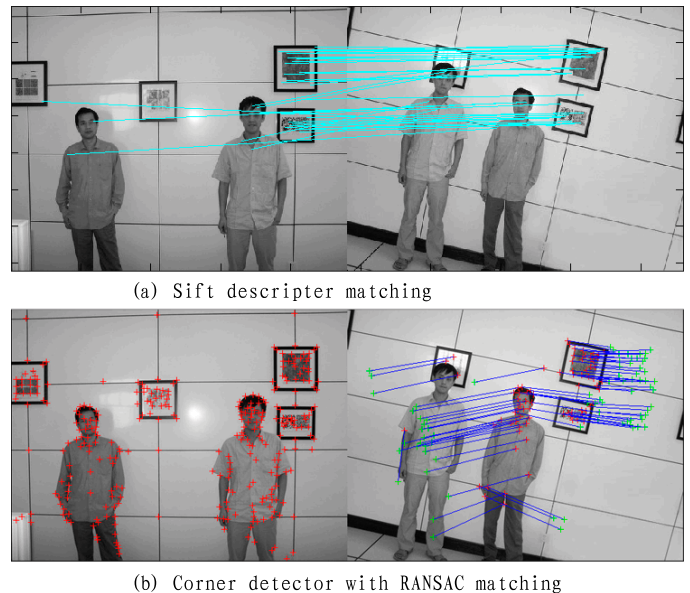 (a) Sift descripter matching
(b) Corner detector with RANSAC matching